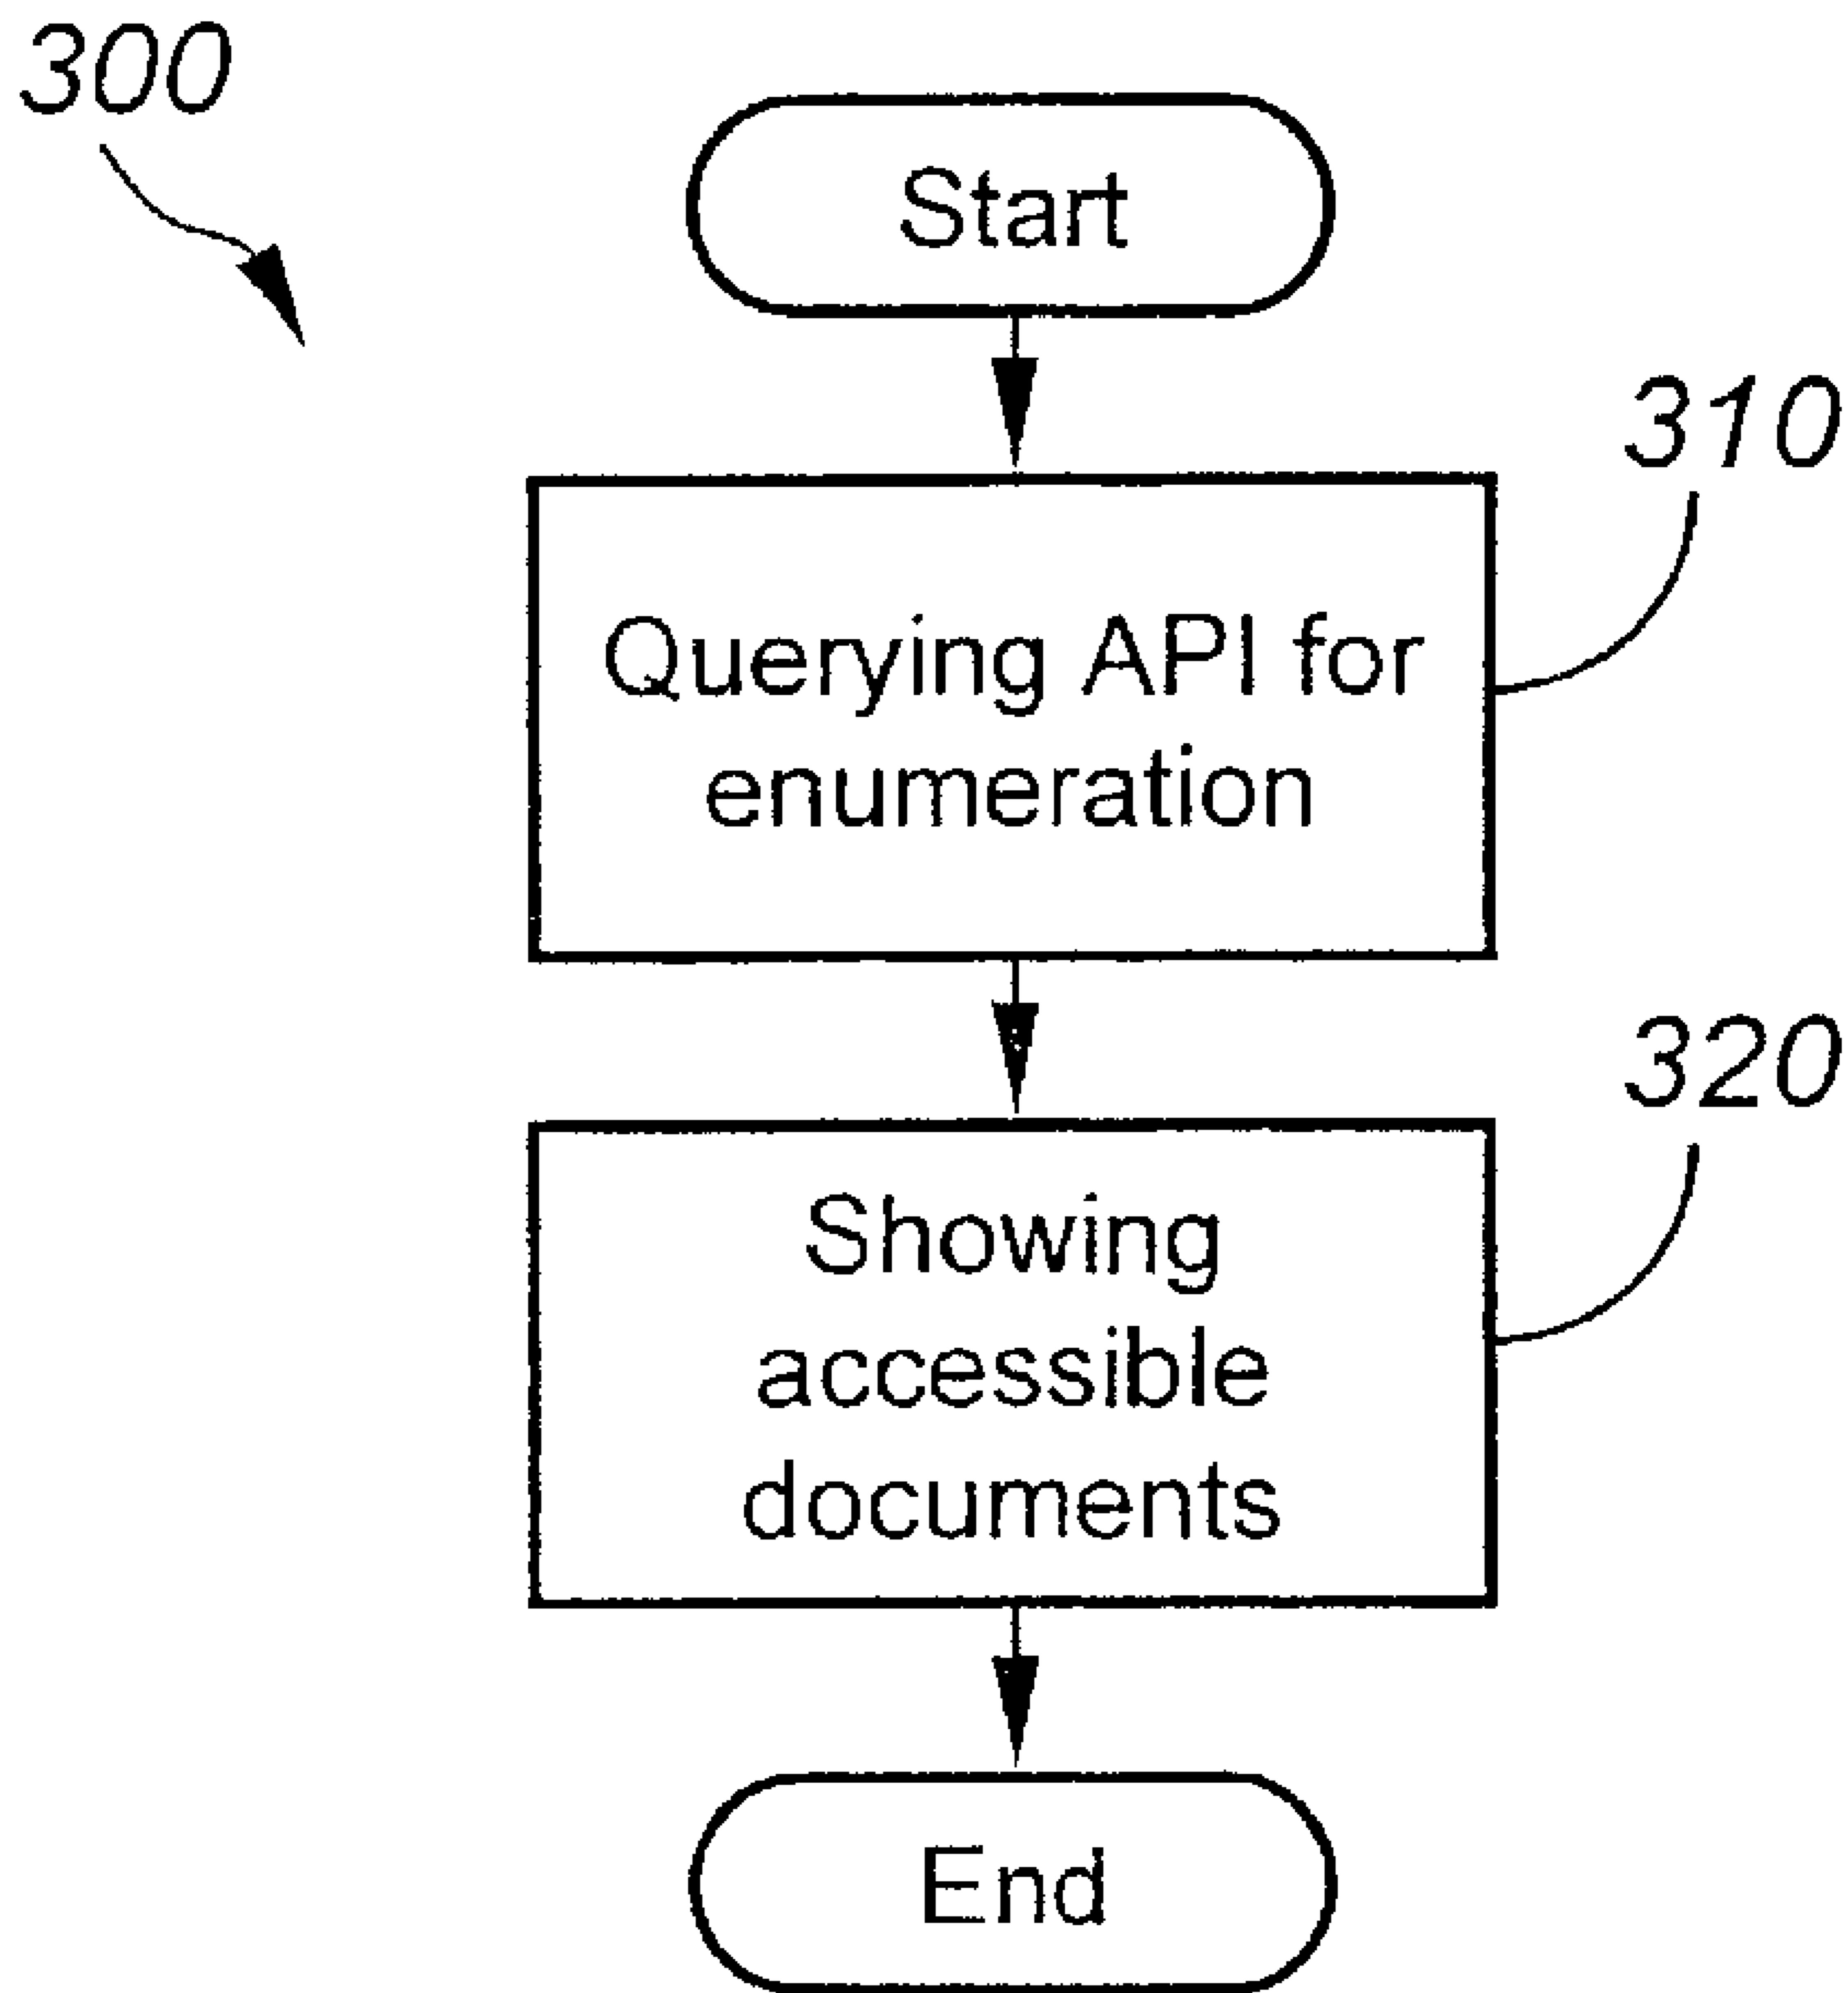 300
Start
310
Querying API for
enumeration
320
Showing
accessible
documents
End